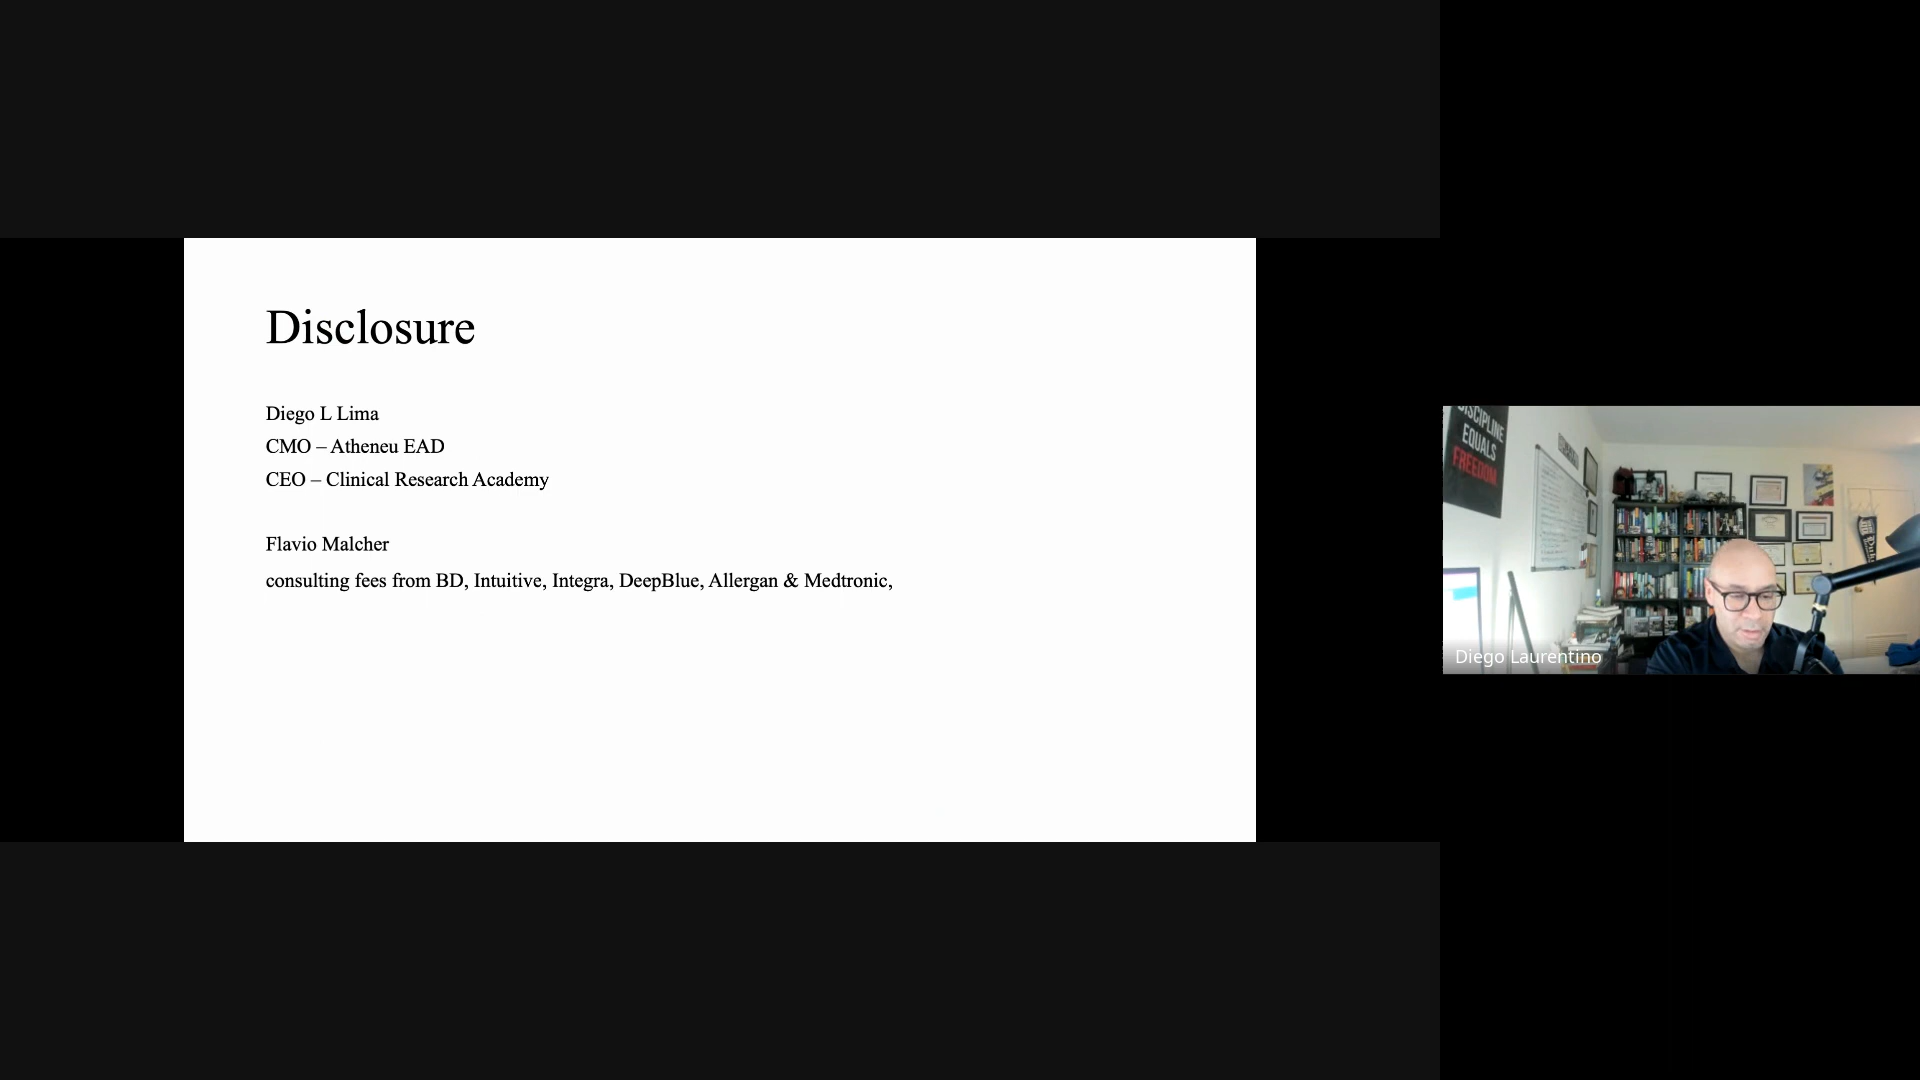 Disclosure
Diego L Lima
CMO – Atheneu EAD
CEO – Clinical Research Academy
Flavio Malcher
consulting fees from BD, Intuitive, Integra, DeepBlue, Allergan & Medtronic,
DISCIPLINE
EQUALS
FREEDOM
Diego Laurentino